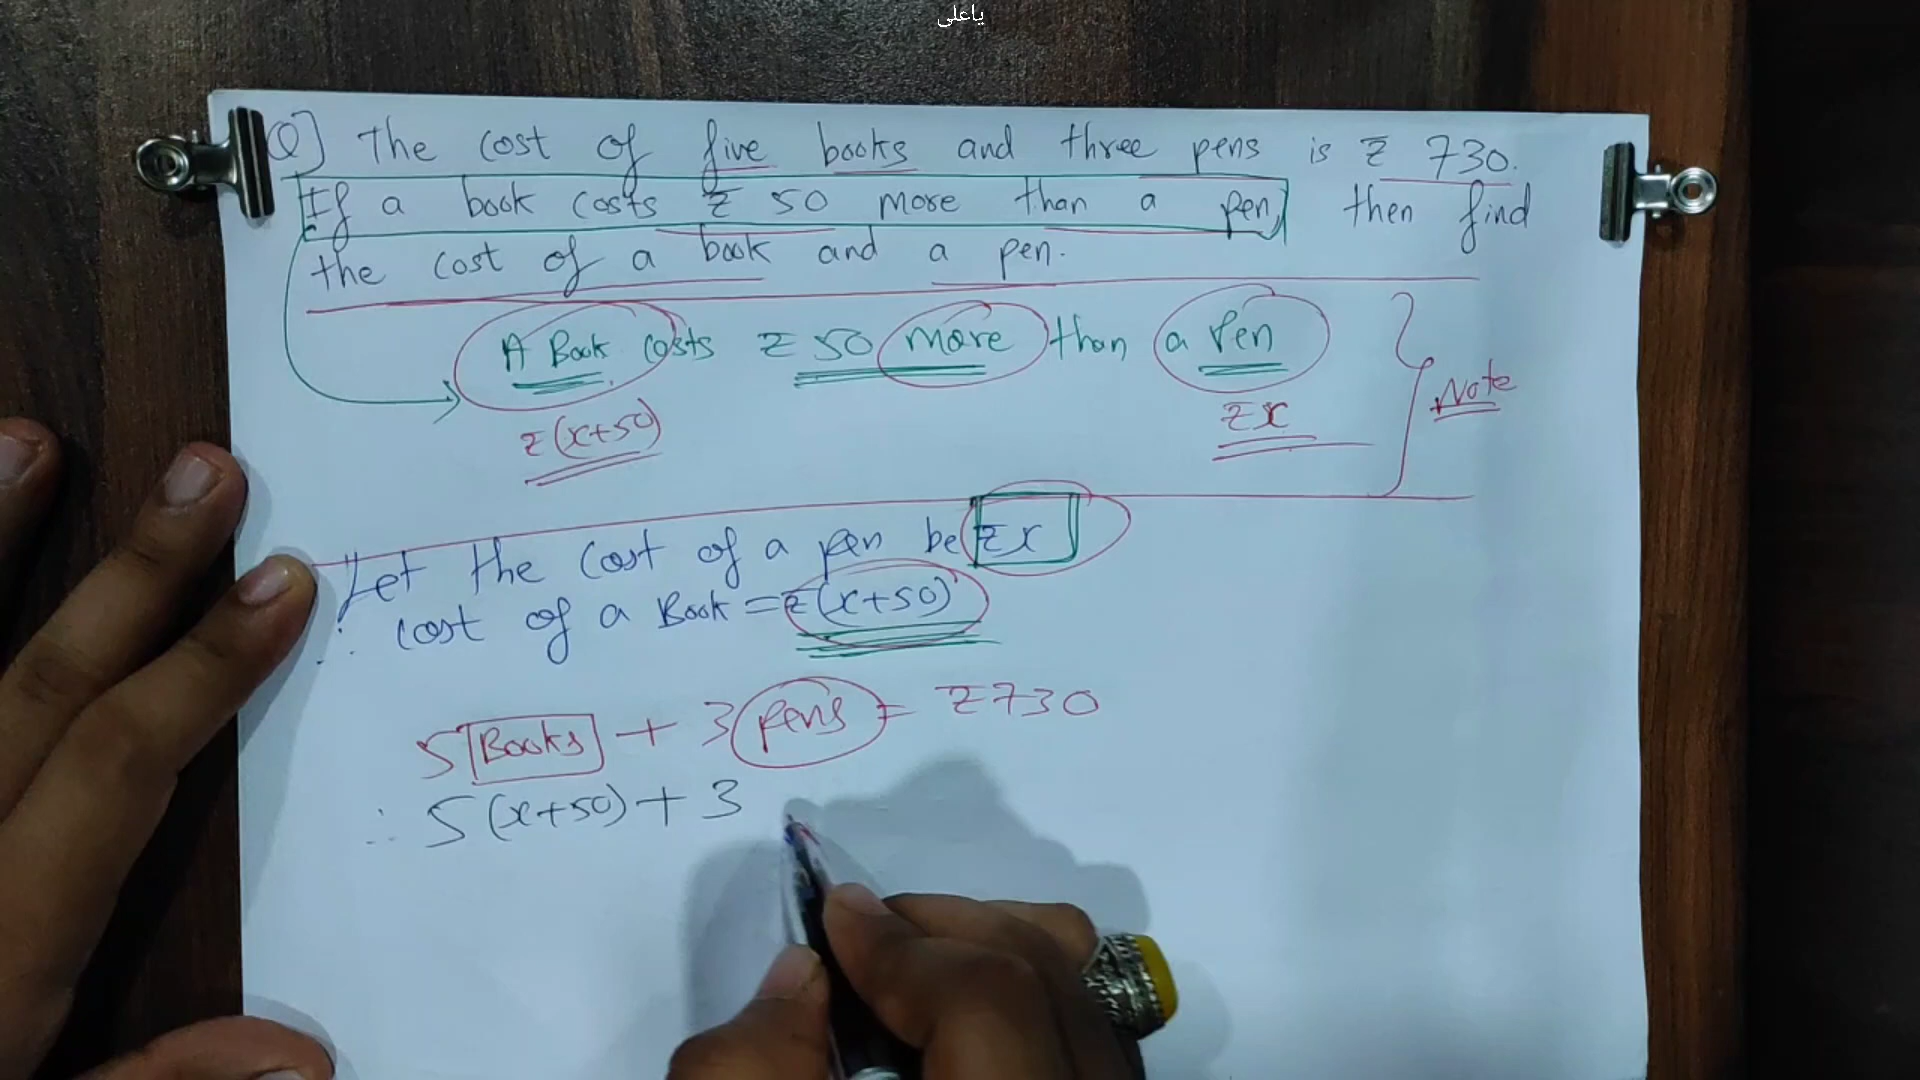 ياعلى
Q] The cost of five books and three pens is ₹ 730.
If a book costs ₹ 50 more than a pen, then find
the cost of a book and a pen.
A Book costs ₹ 50 more than a Pen
₹(x+50) ₹x
Note
Let the cost of a pen be ₹x
∴ cost of a Book = ₹(x+50)
5 Books + 3 pens = ₹730
∴ 5(x+50) + 3